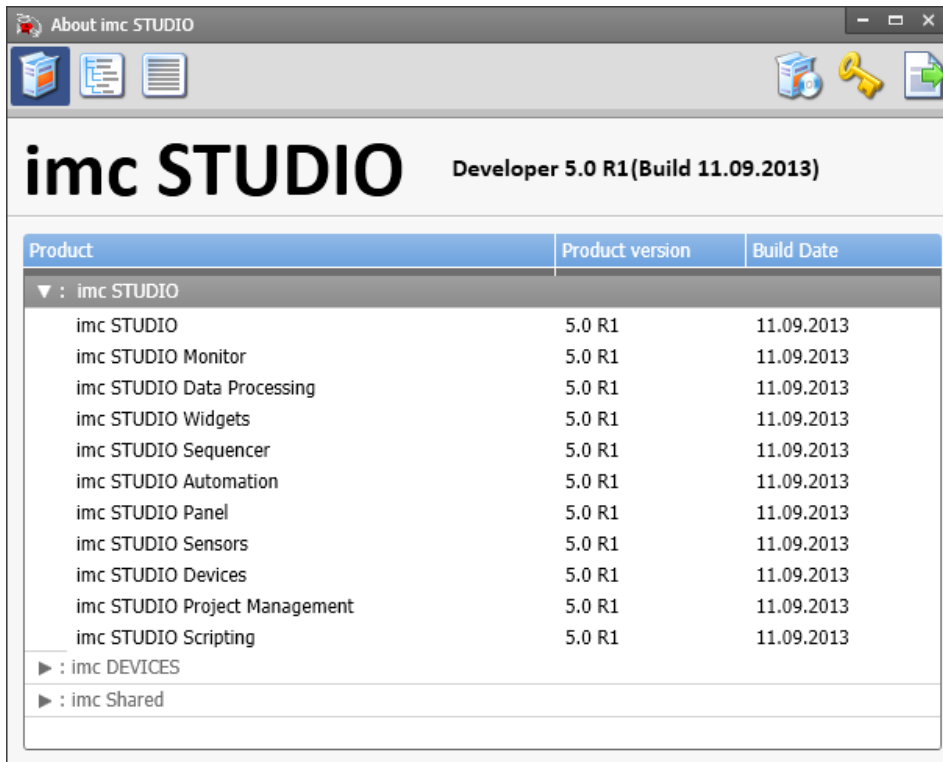 About imc STUDIO
imc STUDIO Developer 5.0 R1(Build 11.09.2013)
Product Product version Build Date
: imc STUDIO
imc STUDIO 5.0 R1 11.09.2013
imc STUDIO Monitor 5.0 R1 11.09.2013
imc STUDIO Data Processing 5.0 R1 11.09.2013
imc STUDIO Widgets 5.0 R1 11.09.2013
imc STUDIO Sequencer 5.0 R1 11.09.2013
imc STUDIO Automation 5.0 R1 11.09.2013
imc STUDIO Panel 5.0 R1 11.09.2013
imc STUDIO Sensors 5.0 R1 11.09.2013
imc STUDIO Devices 5.0 R1 11.09.2013
imc STUDIO Project Management 5.0 R1 11.09.2013
imc STUDIO Scripting 5.0 R1 11.09.2013
: imc DEVICES
: imc Shared